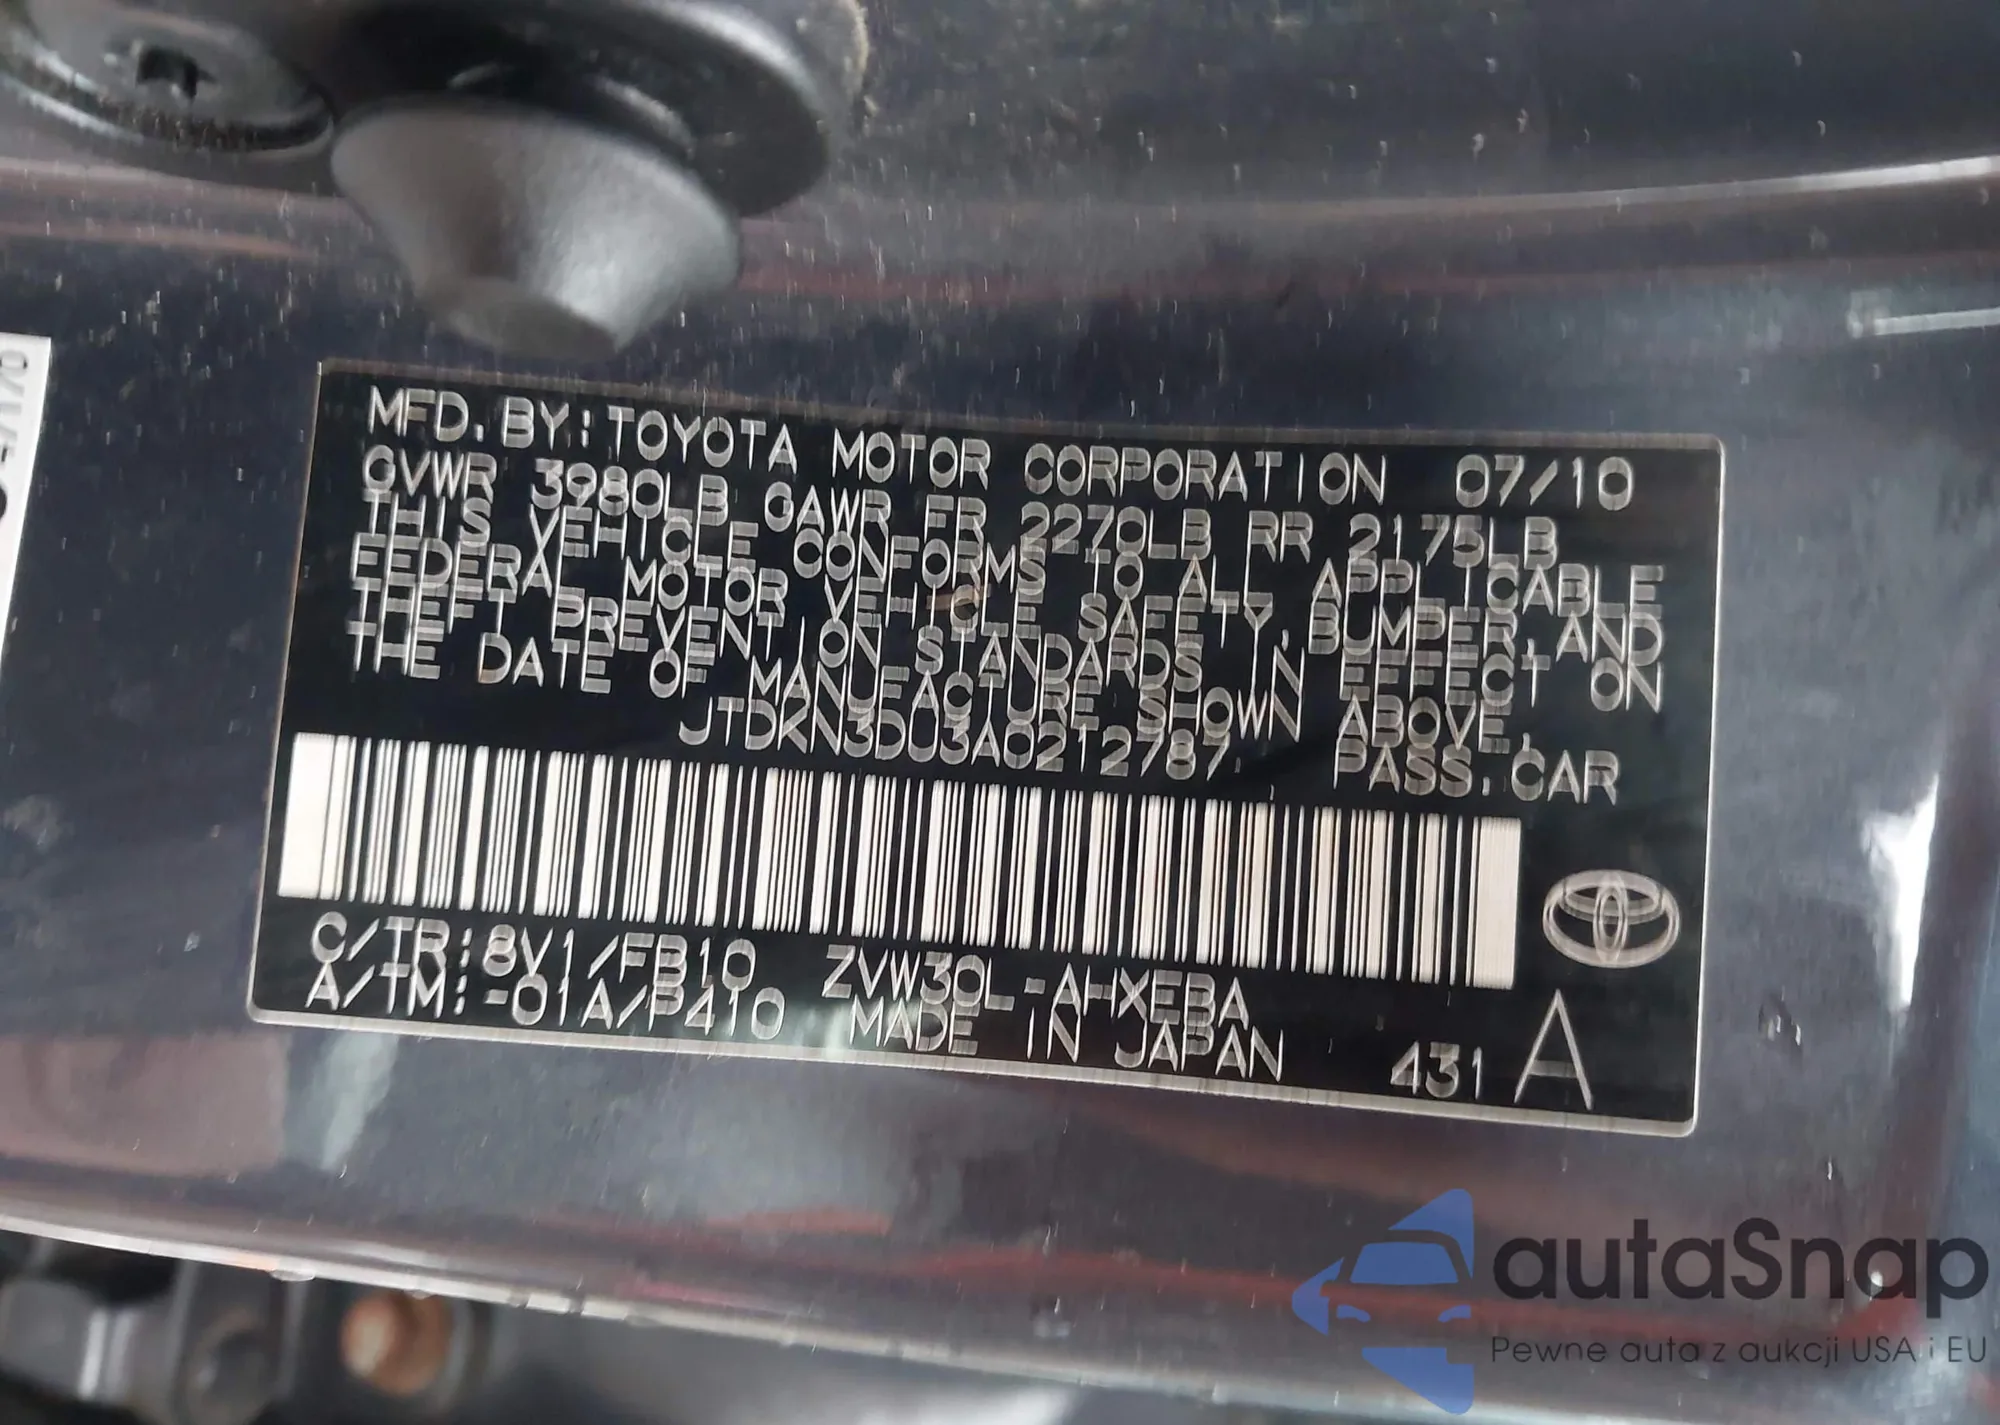 MFD. BY: TOYOTA MOTOR CORPORATION 07/10
GVWR 3980LB GAWR FR 2270LB RR 2175LB
THIS VEHICLE CONFORMS TO ALL APPLICABLE
FEDERAL MOTOR VEHICLE SAFETY, BUMPER, AND
THEFT PREVENTION STANDARDS IN EFFECT ON
THE DATE OF MANUFACTURE SHOWN ABOVE.
JTDKN3DU3A0212787 PASS. CAR
C/TR: 8V1/FB10 ZVW30L-AHXEBA
A/TM: -01A/P410 MADE IN JAPAN 431 A
autaSnap
Pewne auta z aukcji USA i EU